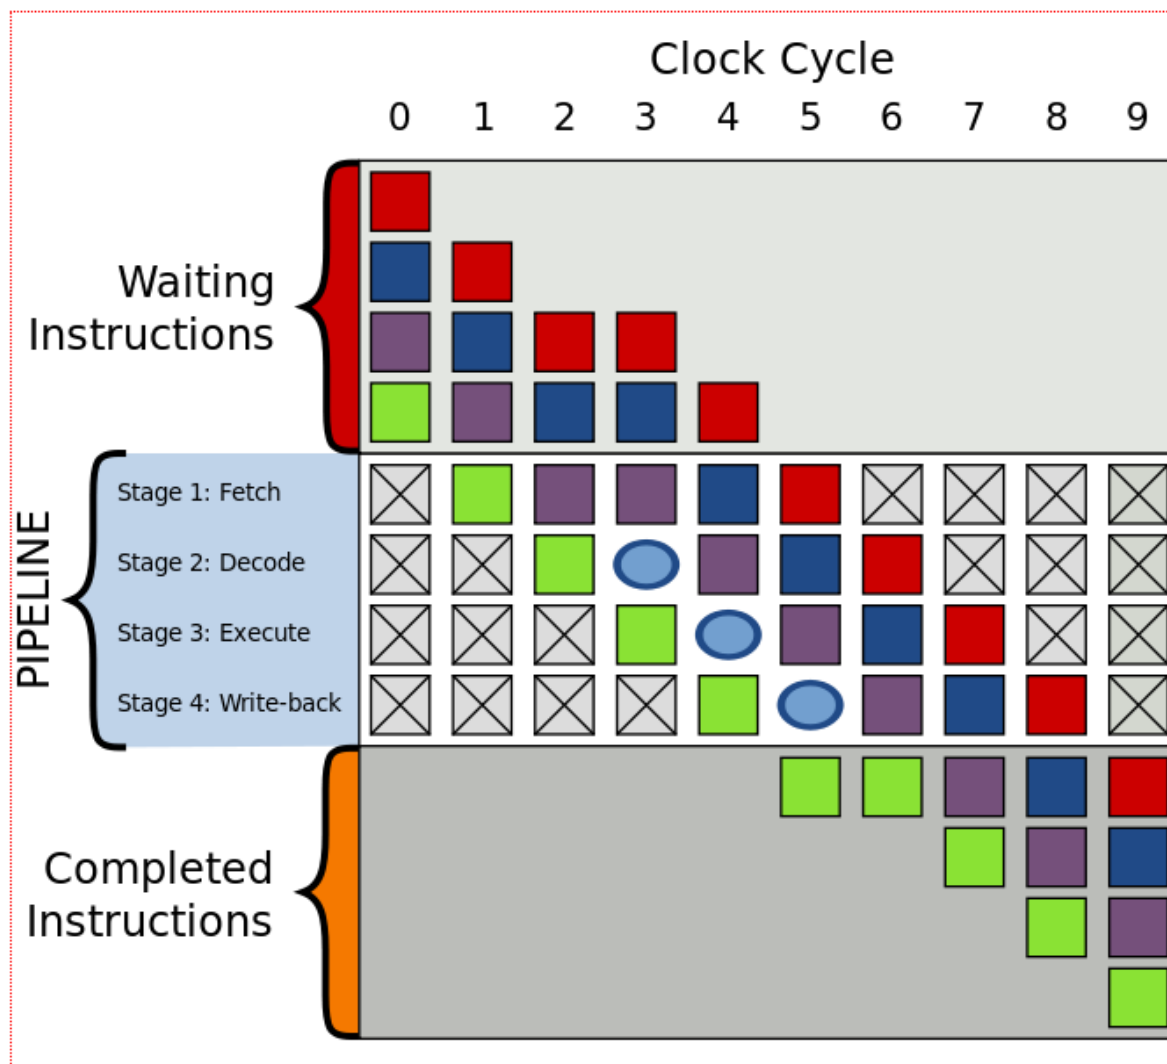 Clock Cycle
0 1 2 3 4 5 6 7 8 9
Waiting
Instructions
PIPELINE
Stage 1: Fetch
Stage 2: Decode
Stage 3: Execute
Stage 4: Write-back
Completed
Instructions